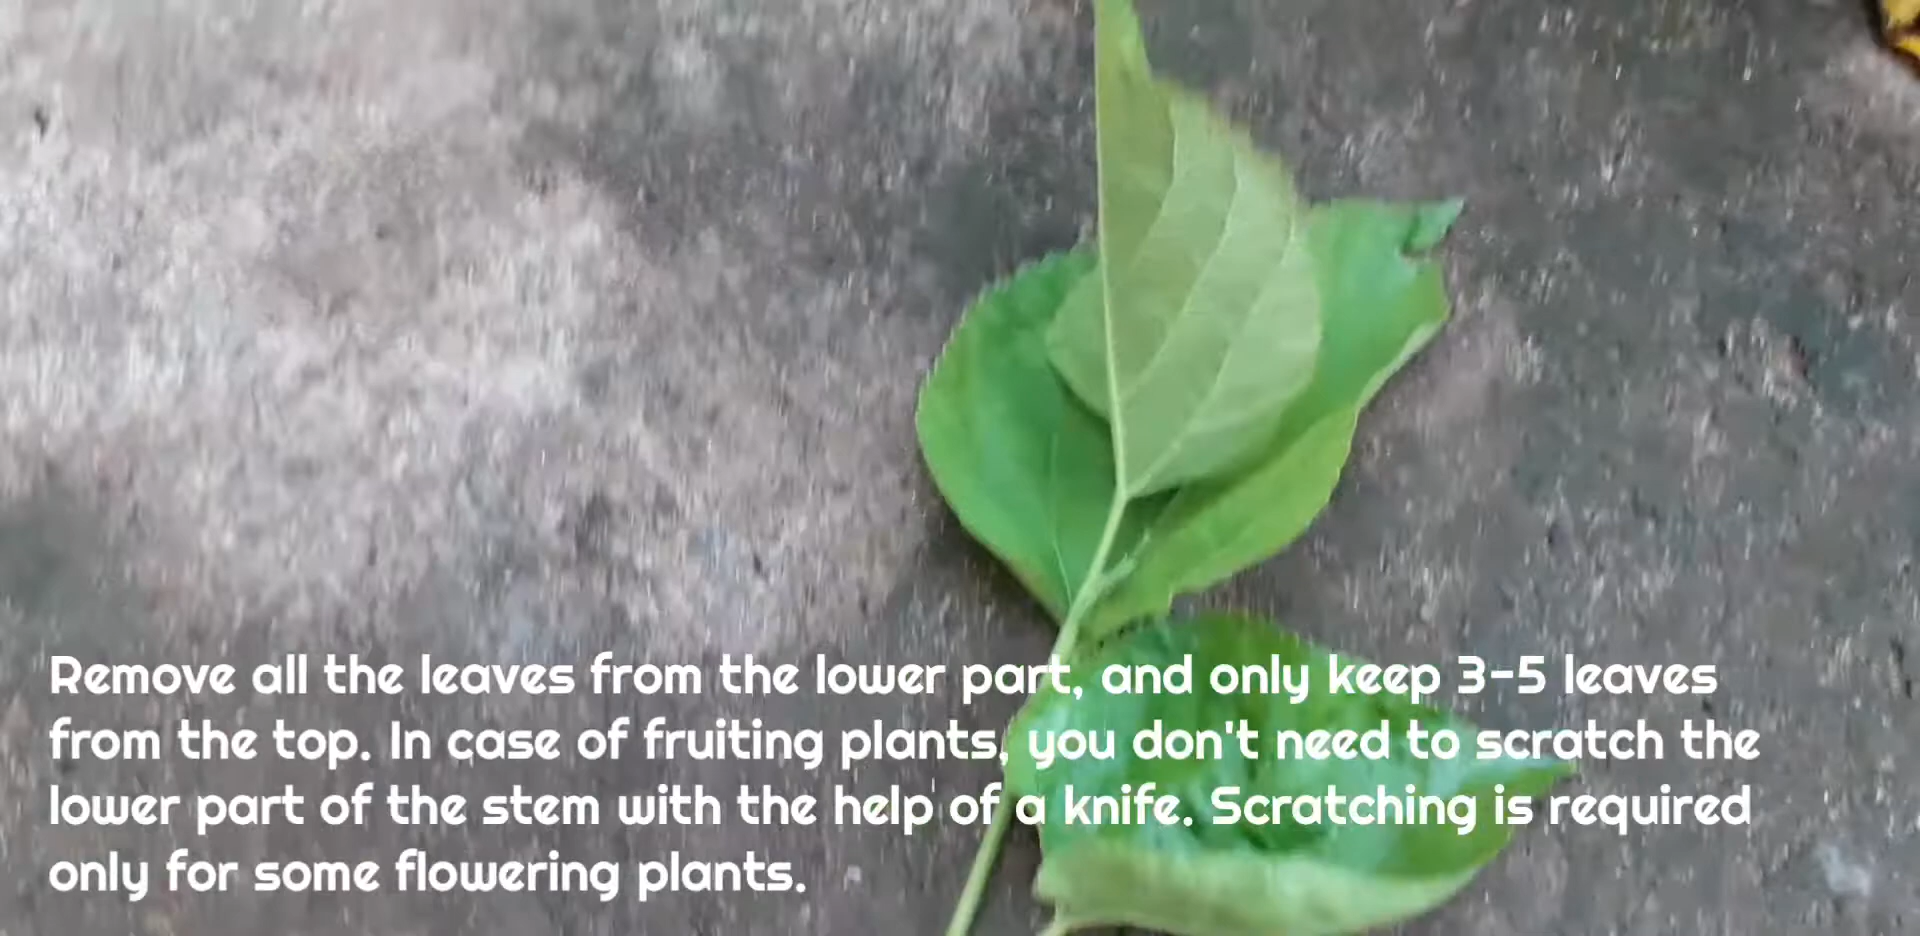 Remove all the leaves from the lower part, and only keep 3-5 leaves
from the top. In case of fruiting plants, you don't need to scratch the
lower part of the stem with the help of a knife. Scratching is required
only for some flowering plants.